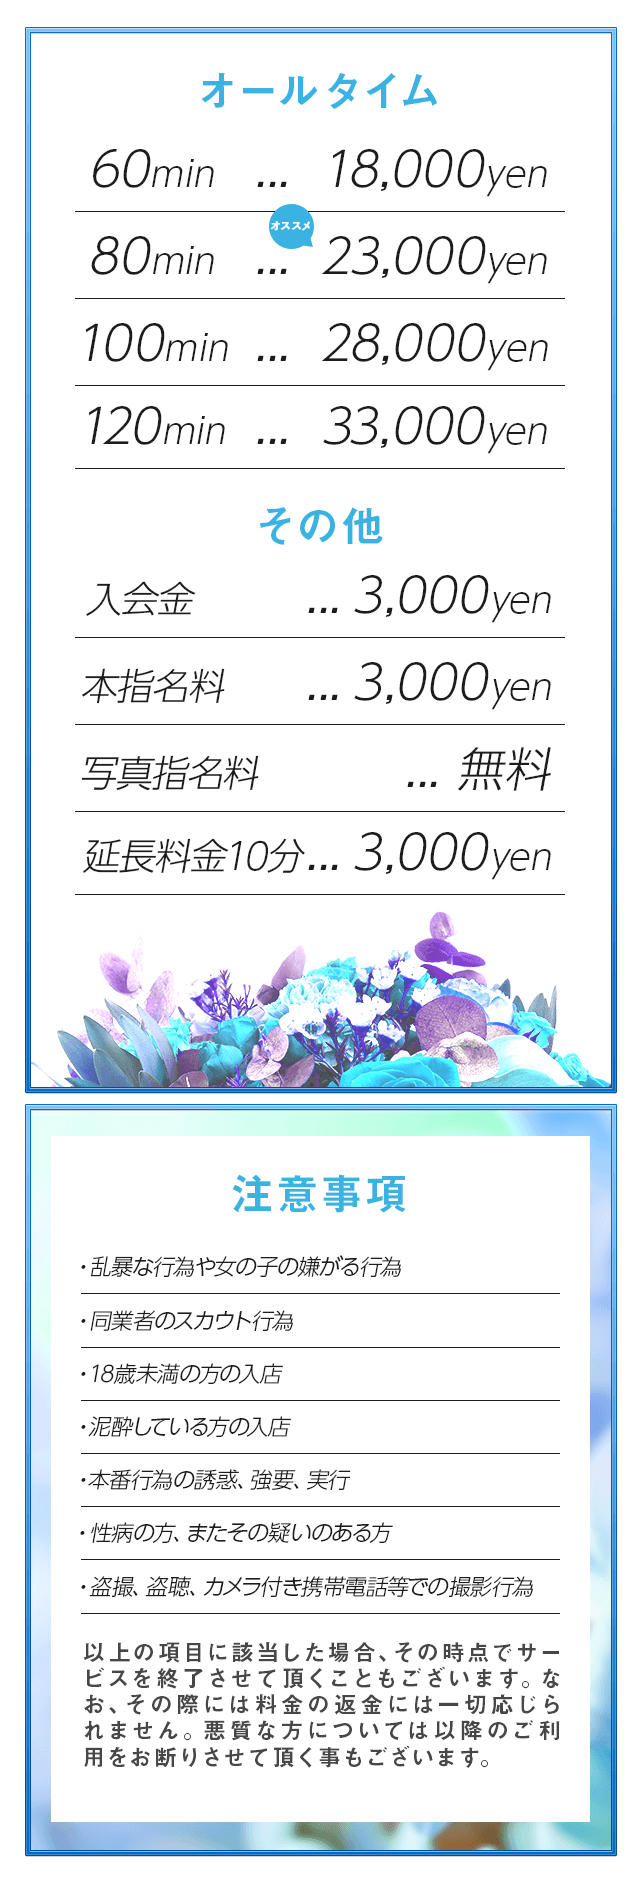 オールタイム
60min ... 18,000yen
オススメ
80min ... 23,000yen
100min ... 28,000yen
120min ... 33,000yen
その他
入会金 ... 3,000yen
本指名料 ... 3,000yen
写真指名料 ... 無料
延長料金10分... 3,000yen
注意事項
・乱暴な行為や女の子の嫌がる行為
・同業者のスカウト行為
・18歳未満の方の入店
・泥酔している方の入店
・本番行為の誘惑、強要、実行
・性病の方、またその疑いのある方
・盗撮、盗聴、カメラ付き携帯電話等での撮影行為
以上の項目に該当した場合、その時点でサー
ビスを終了させて頂くこともございます。な
お、その際には料金の返金には一切応じら
れません。悪質な方については以降のご利
用をお断りさせて頂く事もございます。